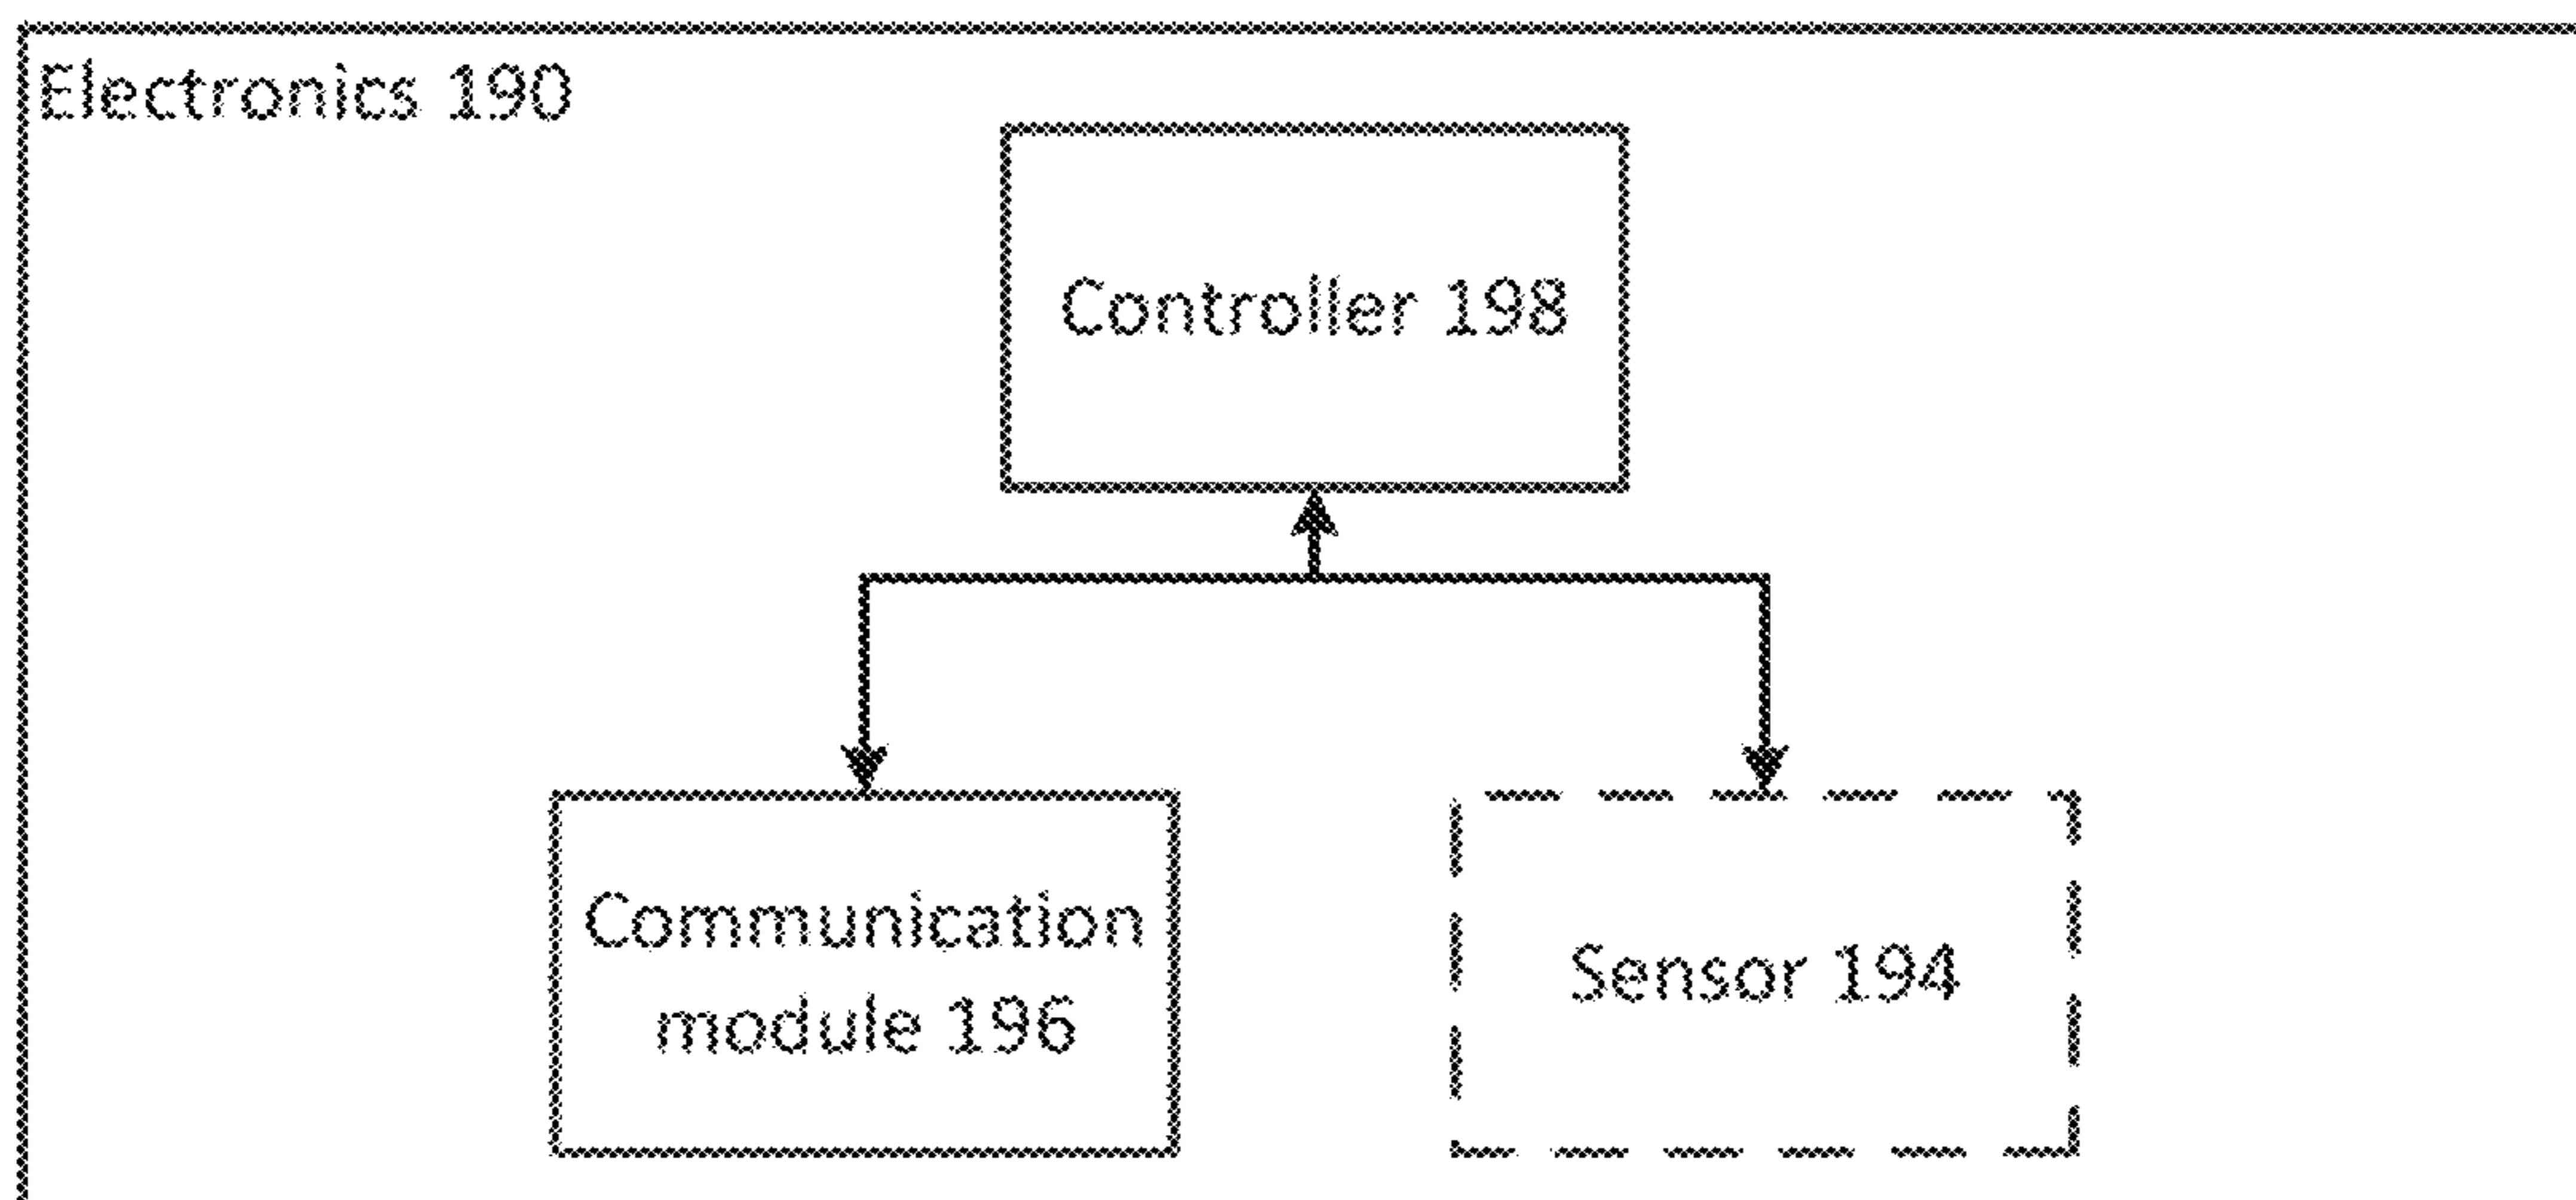 Electronics 190
Controller 198
Communication
module 196
Sensor 194